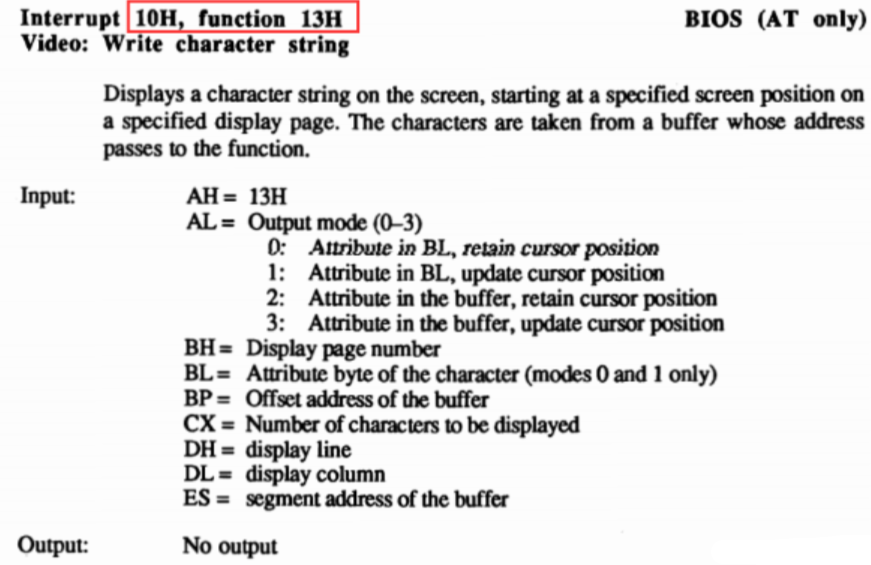 Interrupt 10H, function 13H BIOS (AT only)
Video: Write character string
Displays a character string on the screen, starting at a specified screen position on
a specified display page. The characters are taken from a buffer whose address
passes to the function.
Input: AH = 13H
AL = Output mode (0–3)
0: Attribute in BL, retain cursor position
1: Attribute in BL, update cursor position
2: Attribute in the buffer, retain cursor position
3: Attribute in the buffer, update cursor position
BH = Display page number
BL = Attribute byte of the character (modes 0 and 1 only)
BP = Offset address of the buffer
CX = Number of characters to be displayed
DH = display line
DL = display column
ES = segment address of the buffer
Output: No output